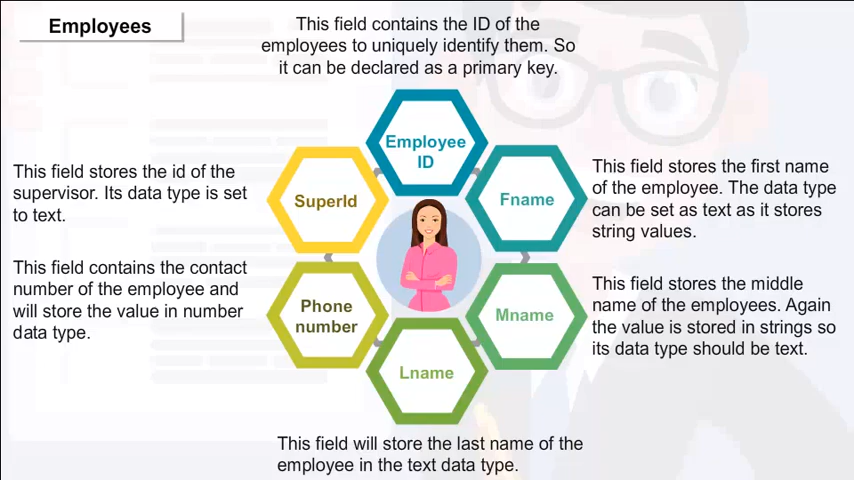 Employees
This field contains the ID of the
employees to uniquely identify them. So
it can be declared as a primary key.
Employee
ID
Fname
This field stores the first name
of the employee. The data type
can be set as text as it stores
string values.
Mname
This field stores the middle
name of the employees. Again
the value is stored in strings so
its data type should be text.
Lname
This field will store the last name of the
employee in the text data type.
Phone
number
This field contains the contact
number of the employee and
will store the value in number
data type.
SuperId
This field stores the id of the
supervisor. Its data type is set
to text.